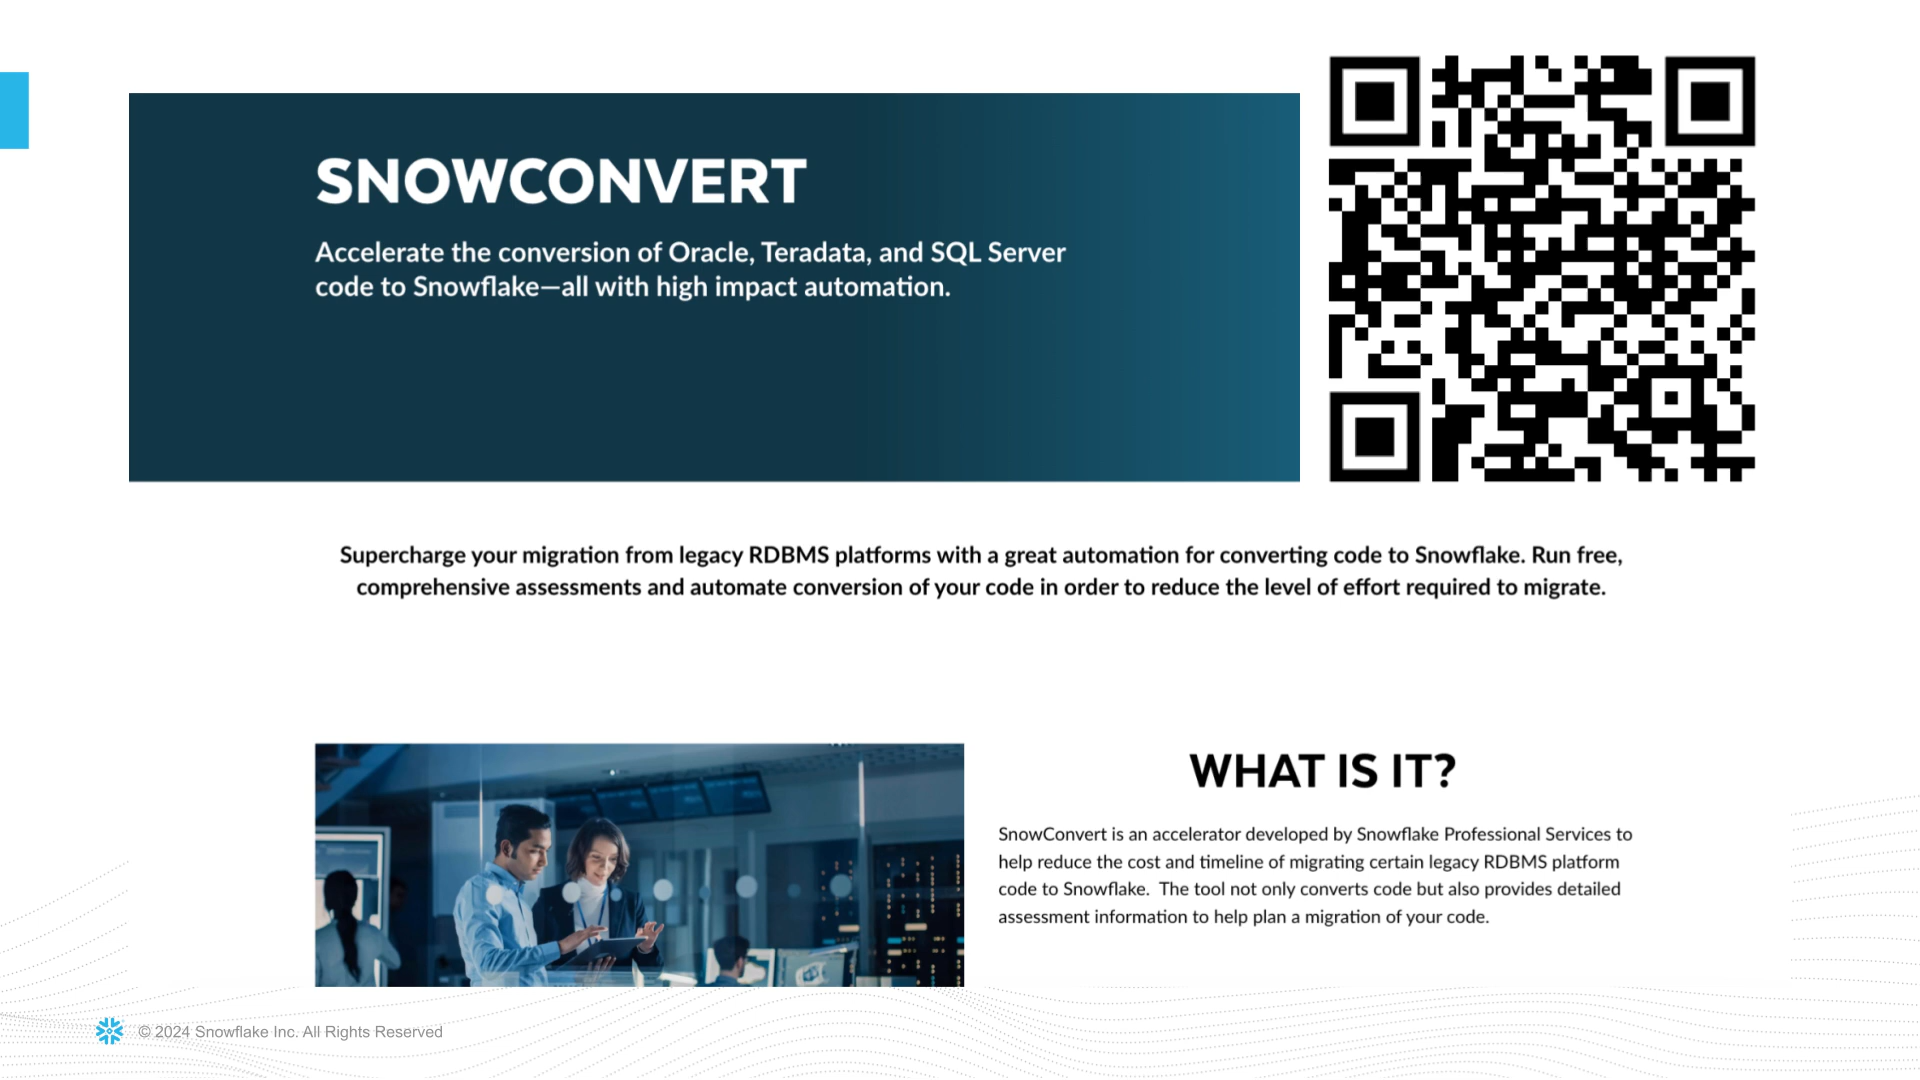 SNOWCONVERT
Accelerate the conversion of Oracle, Teradata, and SQL Server
code to Snowflake—all with high impact automation.
Supercharge your migration from legacy RDBMS platforms with a great automation for converting code to Snowflake. Run free,
comprehensive assessments and automate conversion of your code in order to reduce the level of effort required to migrate.
WHAT IS IT?
SnowConvert is an accelerator developed by Snowflake Professional Services to
help reduce the cost and timeline of migrating certain legacy RDBMS platform
code to Snowflake.  The tool not only converts code but also provides detailed
assessment information to help plan a migration of your code.
© 2024 Snowflake Inc. All Rights Reserved